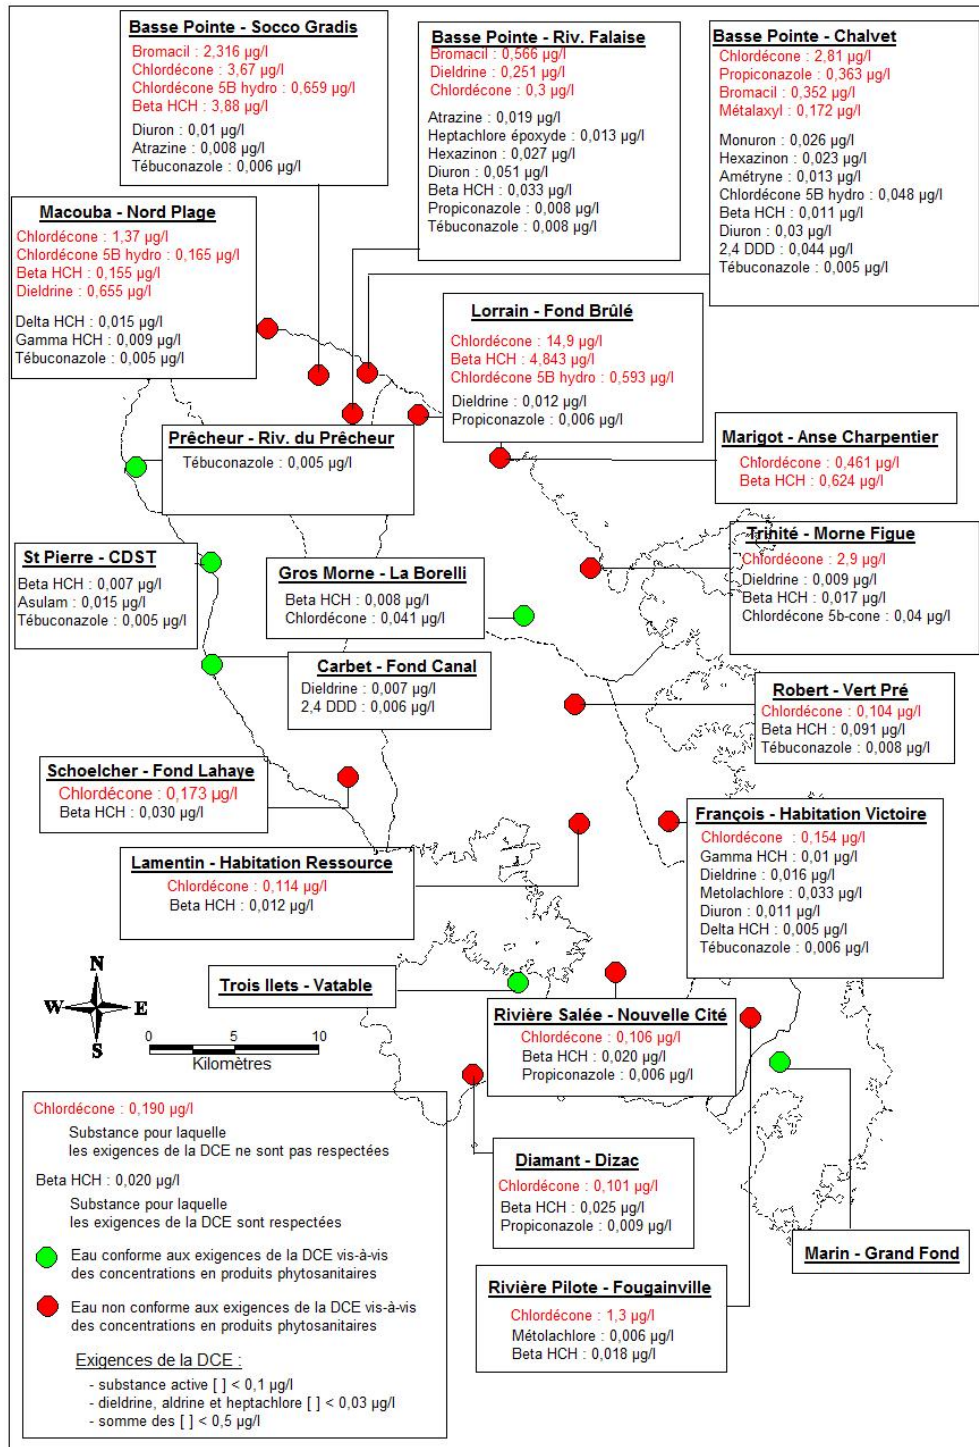 Basse Pointe - Socco Gradis
Bromacil : 2,316 µg/l
Chlordécone : 3,67 µg/l
Chlordécone 5B hydro : 0,659 µg/l
Beta HCH : 3,88 µg/l
Diuron : 0,01 µg/l
Atrazine : 0,008 µg/l
Tébuconazole : 0,006 µg/l
Basse Pointe - Riv. Falaise
Bromacil : 0,566 µg/l
Dieldrine : 0,251 µg/l
Chlordécone : 0,3 µg/l
Atrazine : 0,019 µg/l
Heptachlore époxyde : 0,013 µg/l
Hexazinon : 0,027 µg/l
Diuron : 0,051 µg/l
Beta HCH : 0,033 µg/l
Propiconazole : 0,008 µg/l
Tébuconazole : 0,008 µg/l
Basse Pointe - Chalvet
Chlordécone : 2,81 µg/l
Propiconazole : 0,363 µg/l
Bromacil : 0,352 µg/l
Métalaxyl : 0,172 µg/l
Monuron : 0,026 µg/l
Hexazinon : 0,023 µg/l
Amétryne : 0,013 µg/l
Chlordécone 5B hydro : 0,048 µg/l
Beta HCH : 0,011 µg/l
Diuron : 0,03 µg/l
2,4 DDD : 0,044 µg/l
Tébuconazole : 0,005 µg/l
Macouba - Nord Plage
Chlordécone : 1,37 µg/l
Chlordécone 5B hydro : 0,165 µg/l
Beta HCH : 0,155 µg/l
Dieldrine : 0,655 µg/l
Delta HCH : 0,015 µg/l
Gamma HCH : 0,009 µg/l
Tébuconazole : 0,005 µg/l
Lorrain - Fond Brûlé
Chlordécone : 14,9 µg/l
Beta HCH : 4,843 µg/l
Chlordécone 5B hydro : 0,593 µg/l
Dieldrine : 0,012 µg/l
Propiconazole : 0,006 µg/l
Prêcheur - Riv. du Prêcheur
Tébuconazole : 0,005 µg/l
Marigot - Anse Charpentier
Chlordécone : 0,461 µg/l
Beta HCH : 0,624 µg/l
St Pierre - CDST
Beta HCH : 0,007 µg/l
Asulam : 0,015 µg/l
Tébuconazole : 0,005 µg/l
Gros Morne - La Borelli
Beta HCH : 0,008 µg/l
Chlordécone : 0,041 µg/l
Trinité - Morne Figue
Chlordécone : 2,9 µg/l
Dieldrine : 0,009 µg/l
Beta HCH : 0,017 µg/l
Chlordécone 5b-cone : 0,04 µg/l
Carbet - Fond Canal
Dieldrine : 0,007 µg/l
2,4 DDD : 0,006 µg/l
Robert - Vert Pré
Chlordécone : 0,104 µg/l
Beta HCH : 0,091 µg/l
Tébuconazole : 0,008 µg/l
Schoelcher - Fond Lahaye
Chlordécone : 0,173 µg/l
Beta HCH : 0,030 µg/l
François - Habitation Victoire
Chlordécone : 0,154 µg/l
Gamma HCH : 0,01 µg/l
Dieldrine : 0,016 µg/l
Metolachlore : 0,033 µg/l
Diuron : 0,011 µg/l
Delta HCH : 0,005 µg/l
Tébuconazole : 0,006 µg/l
Lamentin - Habitation Ressource
Chlordécone : 0,114 µg/l
Beta HCH : 0,012 µg/l
Trois Ilets - Vatable
Rivière Salée - Nouvelle Cité
Chlordécone : 0,106 µg/l
Beta HCH : 0,020 µg/l
Propiconazole : 0,006 µg/l
N
W E
S
0 5 10
Kilomètres
Diamant - Dizac
Chlordécone : 0,101 µg/l
Beta HCH : 0,025 µg/l
Propiconazole : 0,009 µg/l
Marin - Grand Fond
Rivière Pilote - Fougainville
Chlordécone : 1,3 µg/l
Métolachlore : 0,006 µg/l
Beta HCH : 0,018 µg/l
Chlordécone : 0,190 µg/l
Substance pour laquelle
les exigences de la DCE ne sont pas respectées
Beta HCH : 0,020 µg/l
Substance pour laquelle
les exigences de la DCE sont respectées
Eau conforme aux exigences de la DCE vis-à-vis
des concentrations en produits phytosanitaires
Eau non conforme aux exigences de la DCE vis-à-vis
des concentrations en produits phytosanitaires
Exigences de la DCE :
- substance active [ ] < 0,1 µg/l
- dieldrine, aldrine et heptachlore [ ] < 0,03 µg/l
- somme des [ ] < 0,5 µg/l